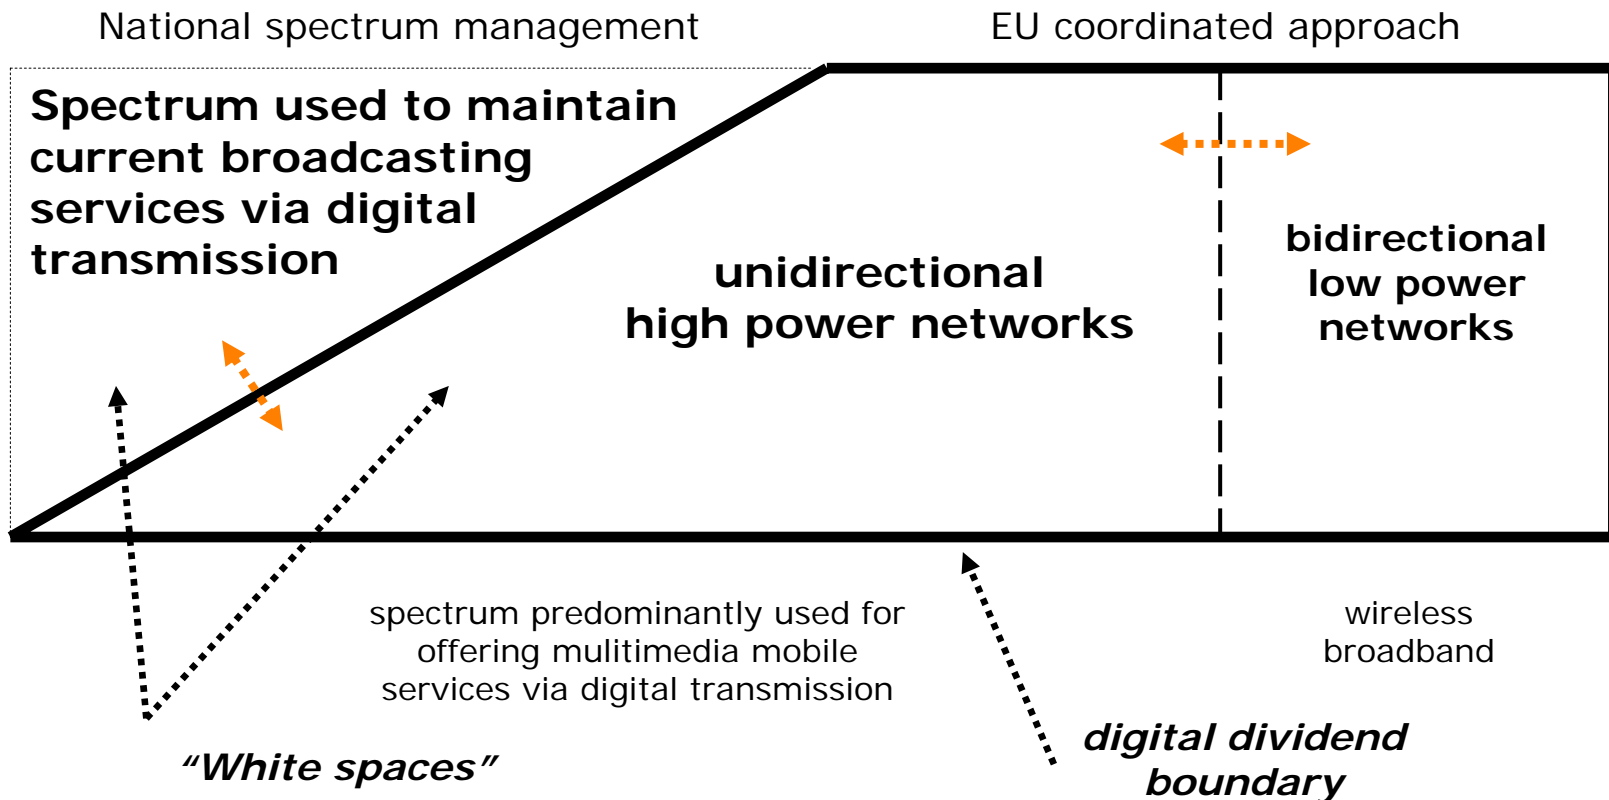 National spectrum management
EU coordinated approach
Spectrum used to maintain
current broadcasting
services via digital
transmission
unidirectional
high power networks
bidirectional
low power
networks
spectrum predominantly used for
offering mulitimedia mobile
services via digital transmission
wireless
broadband
“White spaces”
digital dividend
boundary